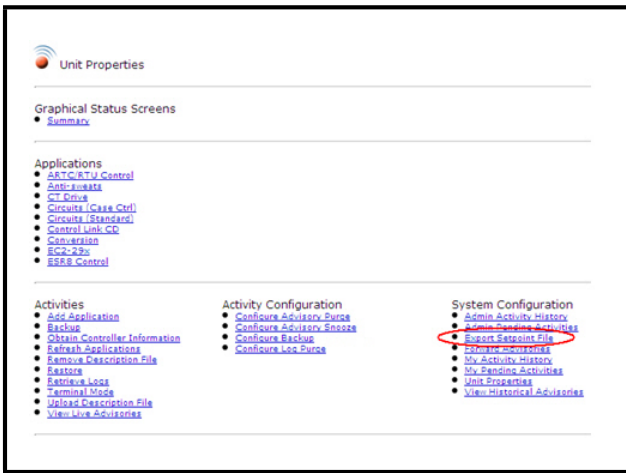 Unit Properties
Graphical Status Screens
Summary
Applications
ARTC/RTU Control
Anti-sweats
CT Drive
Circuits (Case Ctrl)
Circuits (Standard)
Control Link CD
Conversion
EC2-29x
ESR8 Control
Activities
Add Application
Backup
Obtain Controller Information
Refresh Applications
Remove Description File
Restore
Retrieve Logs
Terminal Mode
Upload Description File
View Live Advisories
Activity Configuration
Configure Advisory Purge
Configure Advisory Snooze
Configure Backup
Configure Log Purge
System Configuration
Admin Activity History
Admin Pending Activities
Export Setpoint File
Forward Advisories
My Activity History
My Pending Activities
Unit Properties
View Historical Advisories